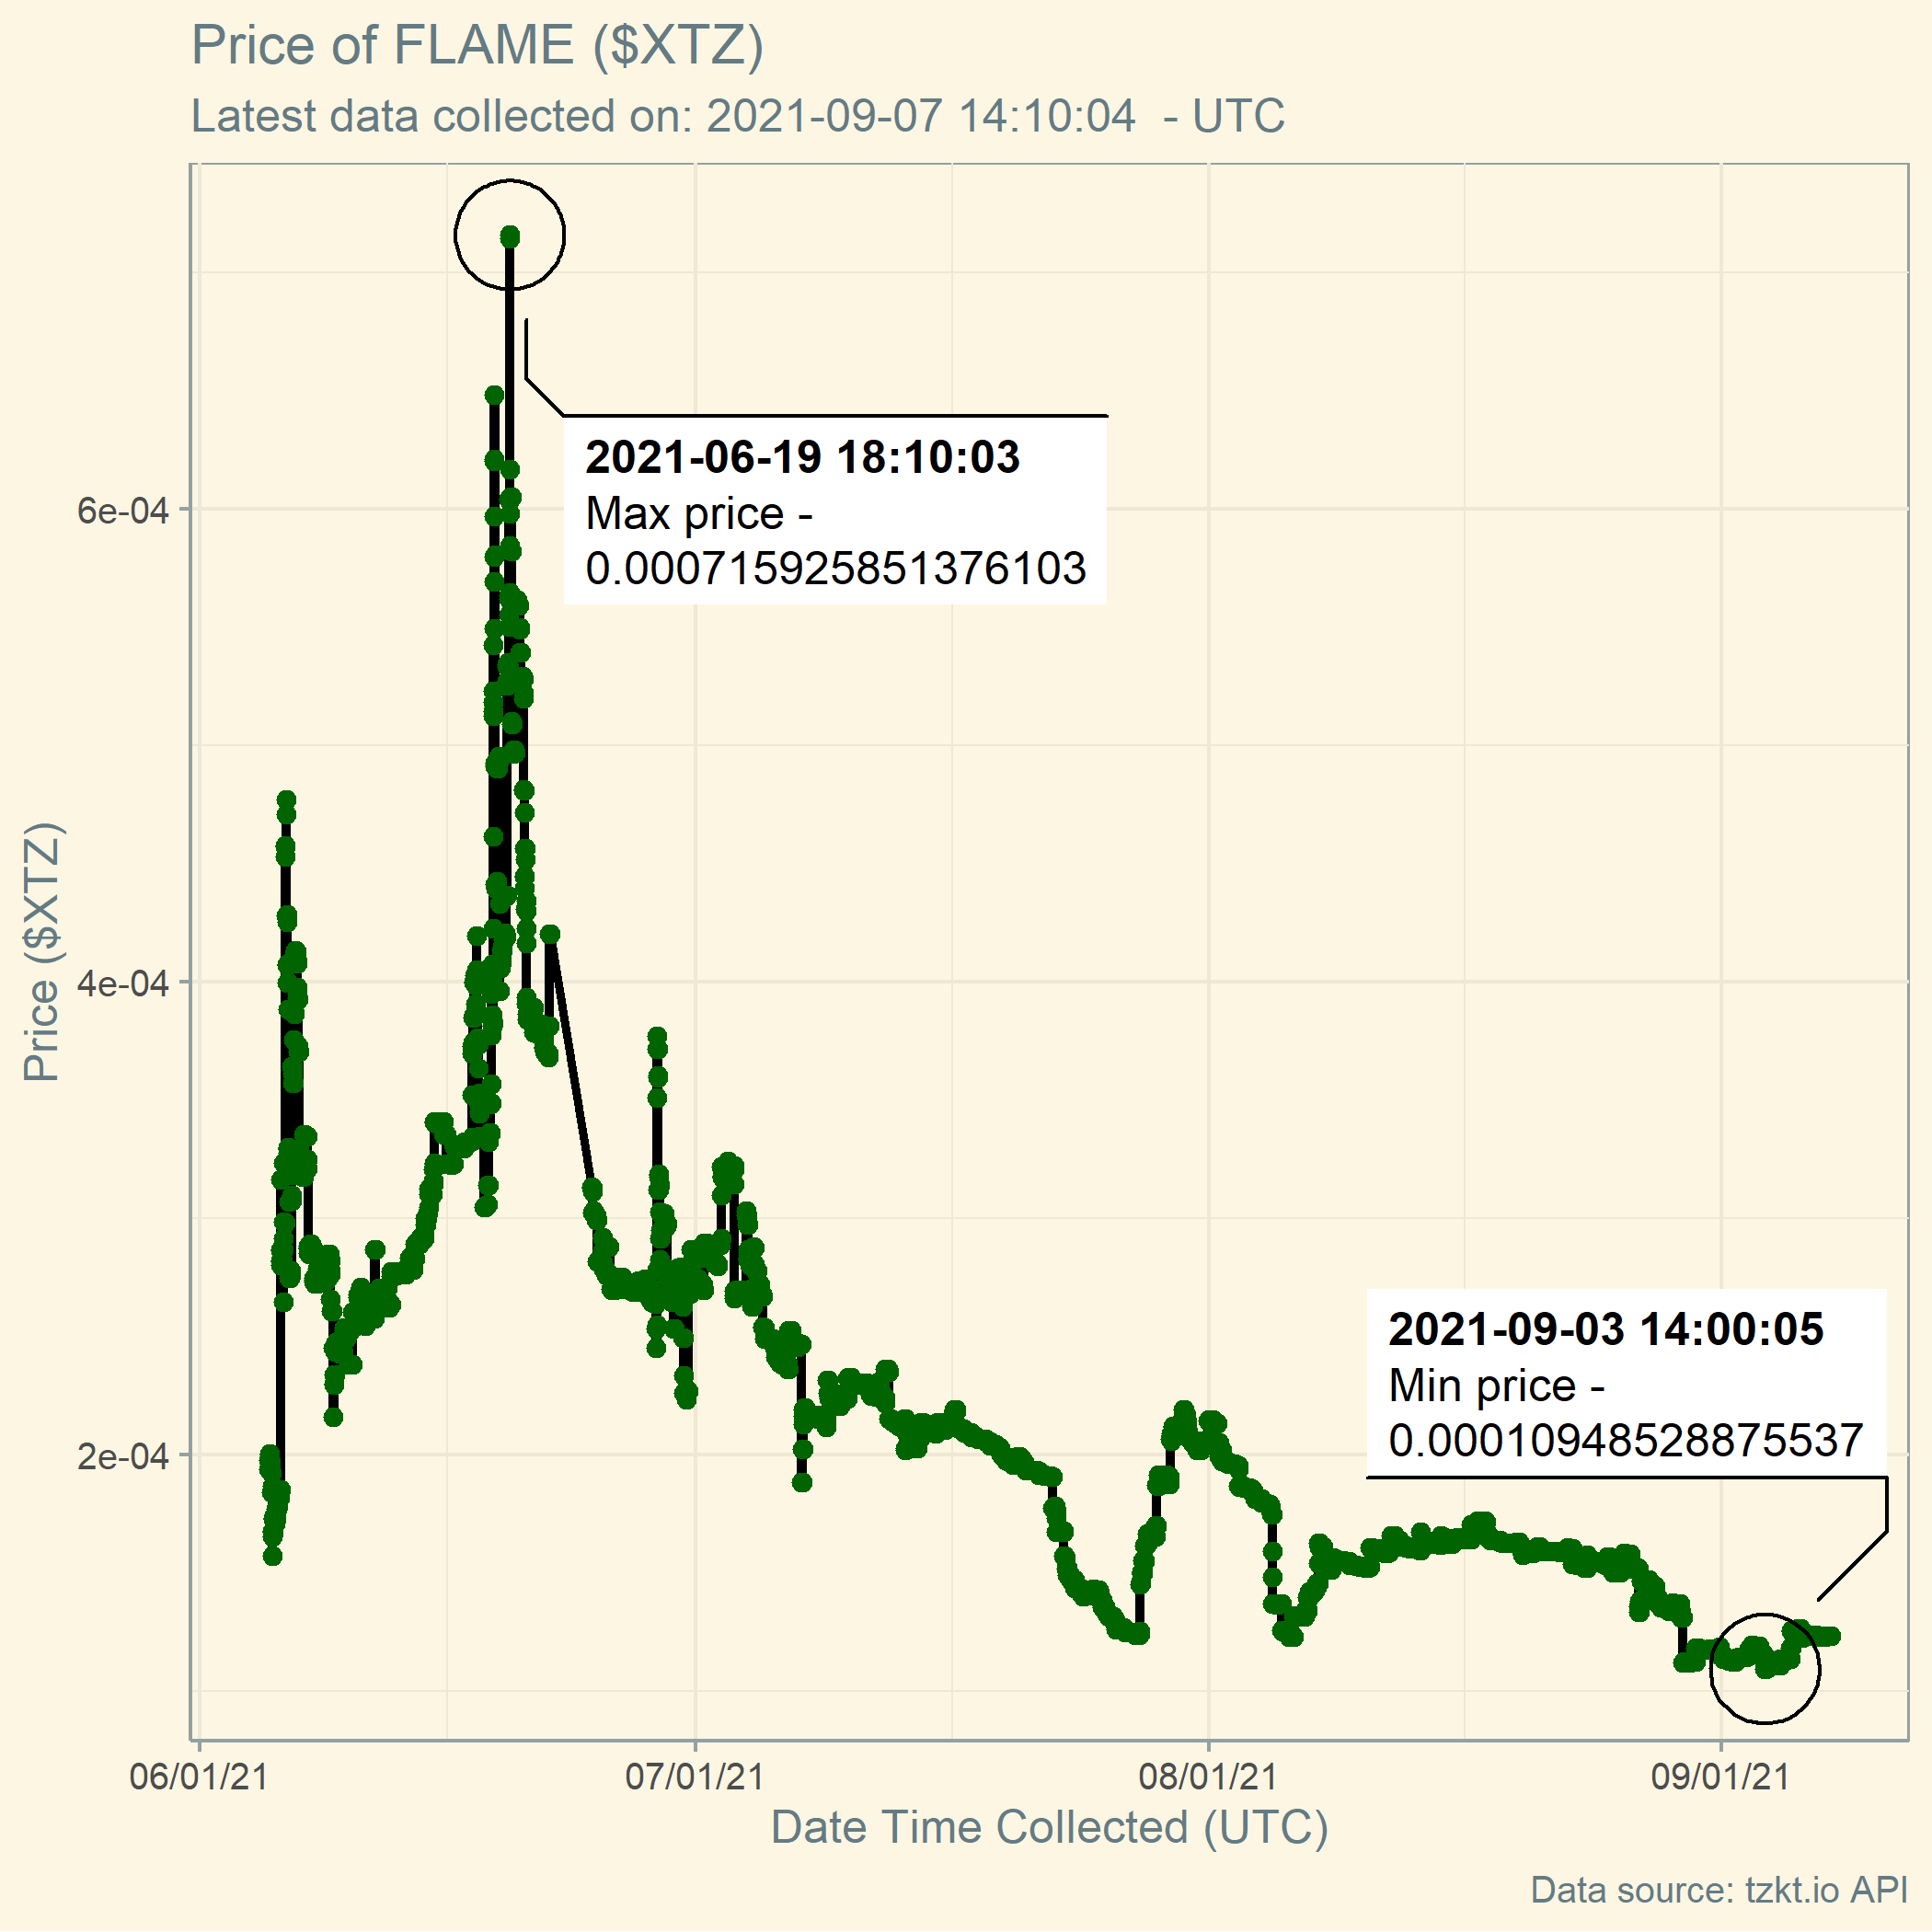 Price of FLAME ($XTZ)
Latest data collected on: 2021-09-07 14:10:04  - UTC
2021-06-19 18:10:03
Max price -
0.000715925851376103
6e-04
4e-04
2e-04
Price ($XTZ)
2021-09-03 14:00:05
Min price -
0.00010948528875537
06/01/21
07/01/21
08/01/21
09/01/21
Date Time Collected (UTC)
Data source: tzkt.io API